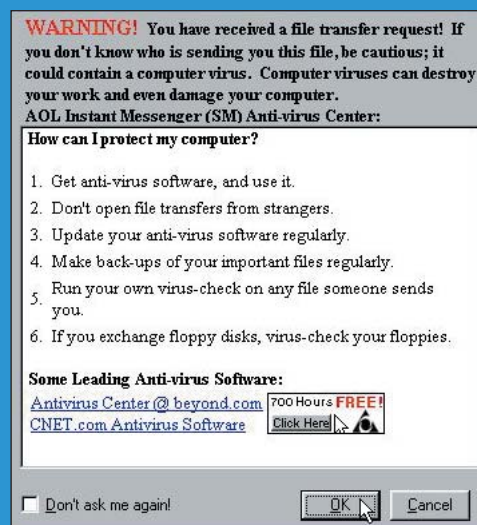 WARNING! You have received a file transfer request! If
you don't know who is sending you this file, be cautious; it
could contain a computer virus. Computer viruses can destroy
your work and even damage your computer.
AOL Instant Messenger (SM) Anti-virus Center:
How can I protect my computer?
1. Get anti-virus software, and use it.
2. Don't open file transfers from strangers.
3. Update your anti-virus software regularly.
4. Make back-ups of your important files regularly.
5. Run your own virus-check on any file someone sends
you.
6. If you exchange floppy disks, virus-check your floppies.
Some Leading Anti-virus Software:
Antivirus Center @ beyond.com
CNET.com Antivirus Software
700 Hours FREE!
Click Here
Don't ask me again!
OK
Cancel